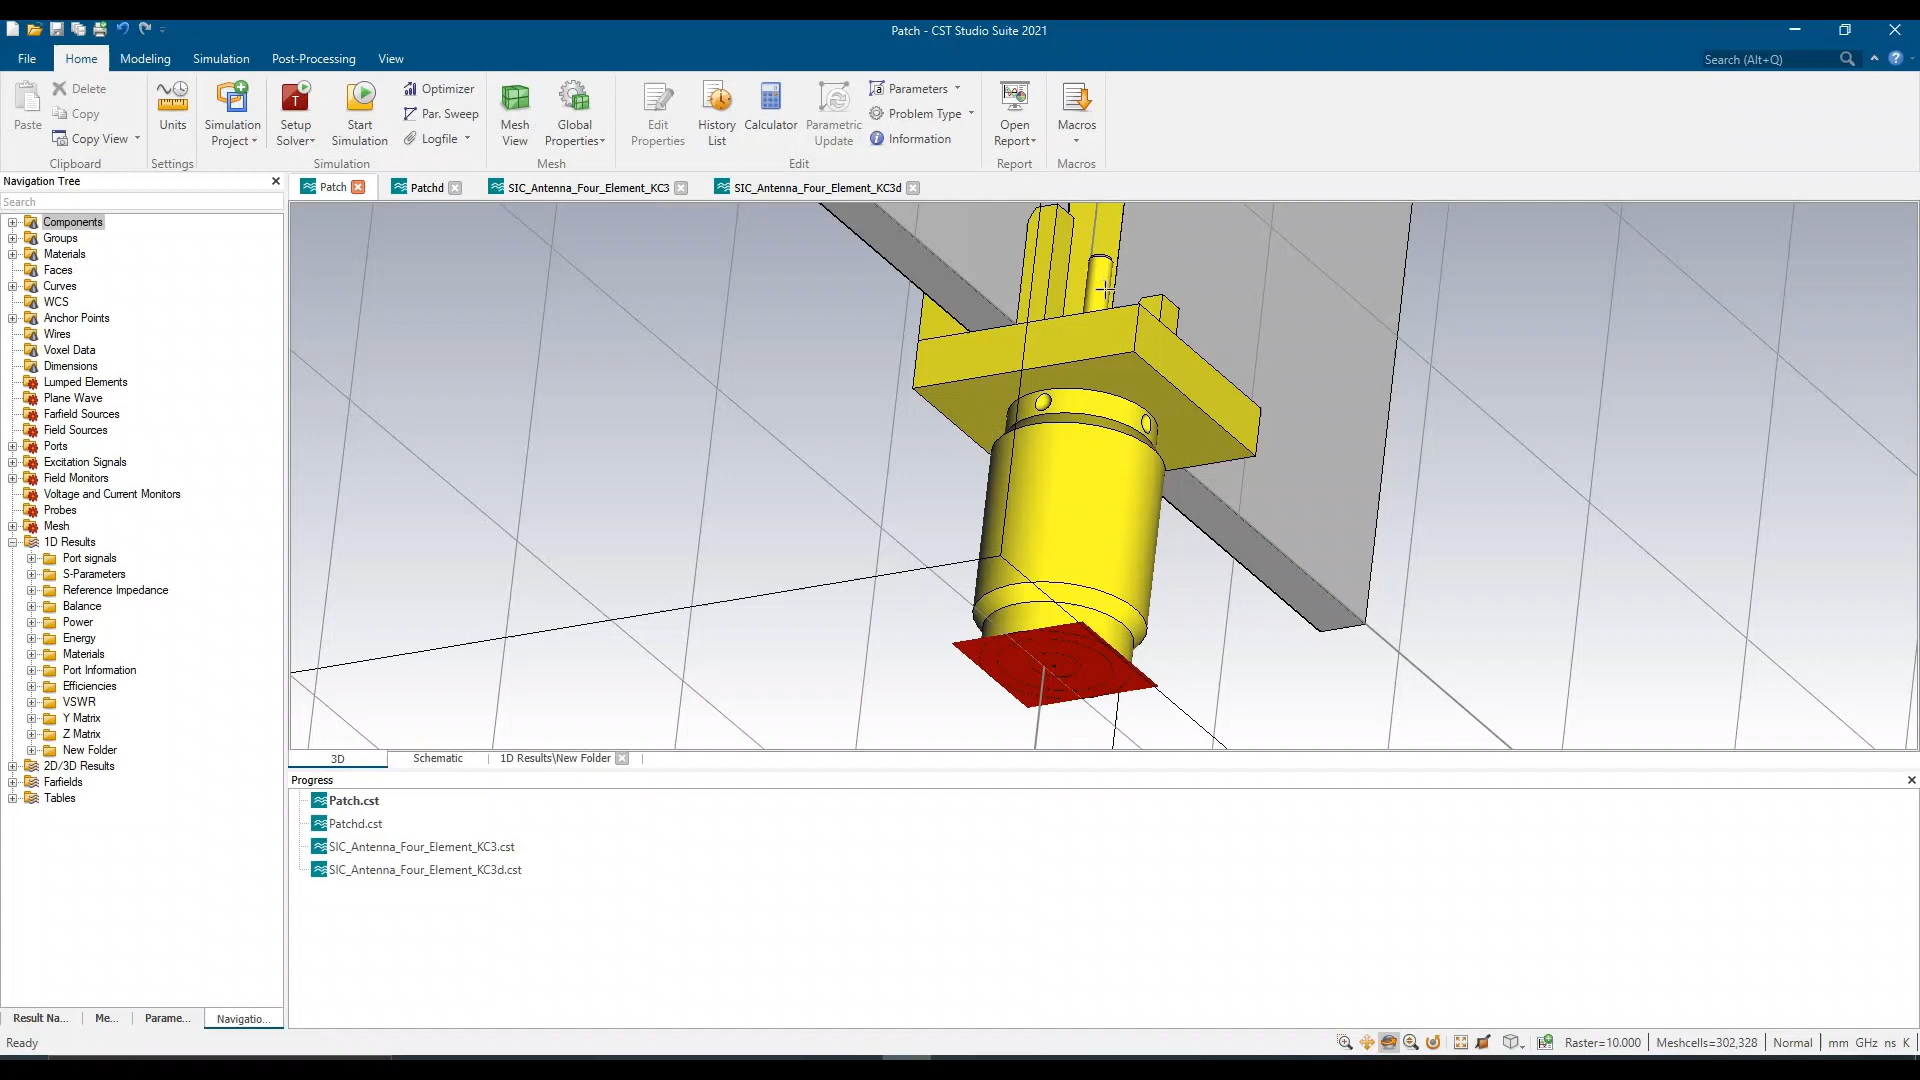 Patch - CST Studio Suite 2021
File
Home
Modeling
Simulation
Post-Processing
View
Search (Alt+Q)
Paste
Delete
Copy
Copy View
Clipboard
Units
Settings
Simulation Project
Setup Solver
Start Simulation
Optimizer
Par. Sweep
Logfile
Simulation
Mesh View
Global Properties
Mesh
Edit Properties
History List
Calculator
Parametric Update
Parameters
Problem Type
Information
Edit
Open Report
Report
Macros
Macros
Navigation Tree
Search
Components
Groups
Materials
Faces
Curves
WCS
Anchor Points
Wires
Voxel Data
Dimensions
Lumped Elements
Plane Wave
Farfield Sources
Field Sources
Ports
Excitation Signals
Field Monitors
Voltage and Current Monitors
Probes
Mesh
1D Results
Port signals
S-Parameters
Reference Impedance
Balance
Power
Energy
Materials
Port Information
Efficiencies
VSWR
Y Matrix
Z Matrix
New Folder
2D/3D Results
Farfields
Tables
Result Na...
Me...
Parame...
Navigatio...
Patch
Patchd
SIC_Antenna_Four_Element_KC3
SIC_Antenna_Four_Element_KC3d
3D
Schematic
1D Results\New Folder
Progress
Patch.cst
Patchd.cst
SIC_Antenna_Four_Element_KC3.cst
SIC_Antenna_Four_Element_KC3d.cst
Ready
Raster=10.000
Meshcells=302,328
Normal
mm GHz ns K